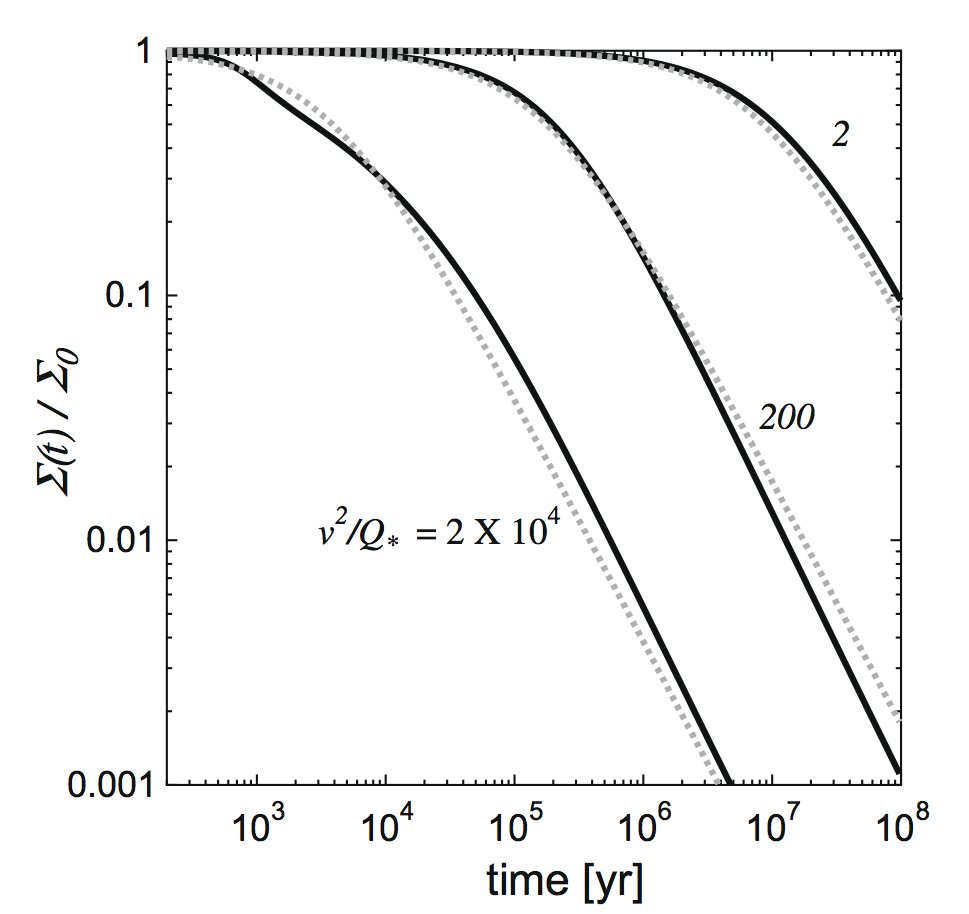 1
2
0.1
Σ(t) / Σ₀
200
v²/Q* = 2 X 10⁴
0.01
0.001
10³ 10⁴ 10⁵ 10⁶ 10⁷ 10⁸
time [yr]